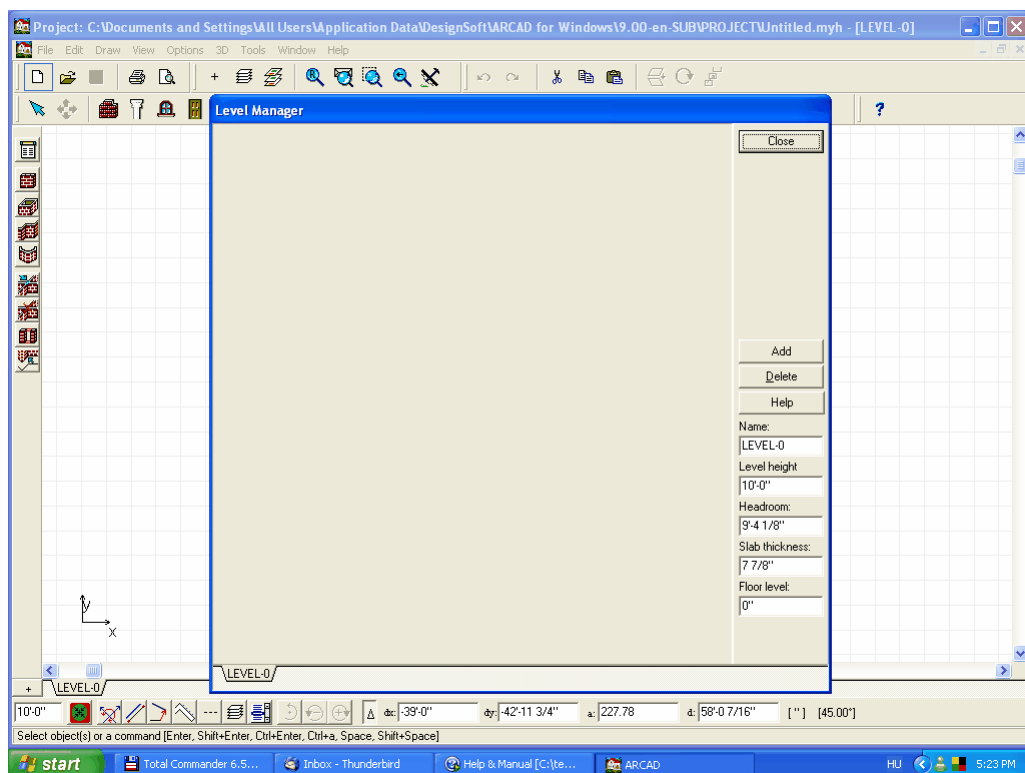 Project: C:\Documents and Settings\All Users\Application Data\DesignSoft\ARCAD for Windows\9.00-en-SUB\PROJECT\Untitled.myh - [LEVEL-0]
File Edit Draw View Options 3D Tools Window Help
Level Manager
Close
Add
Delete
Help
Name:
LEVEL-0
Level height
10'-0"
Headroom:
9'-4 1/8"
Slab thickness:
7 7/8"
Floor level:
0"
y
x
LEVEL-0
+ LEVEL-0
10'-0" A dx: -39'-0" dy: -42'-11 3/4" a: 227.78 d: 58'-0 7/16" ["] [45.00°]
Select object(s) or a command [Enter, Shift+Enter, Ctrl+Enter, Ctrl+a, Space, Shift+Space]
start Total Commander 6.5... Inbox - Thunderbird Help & Manual [C:\te... ARCAD HU 5:23 PM